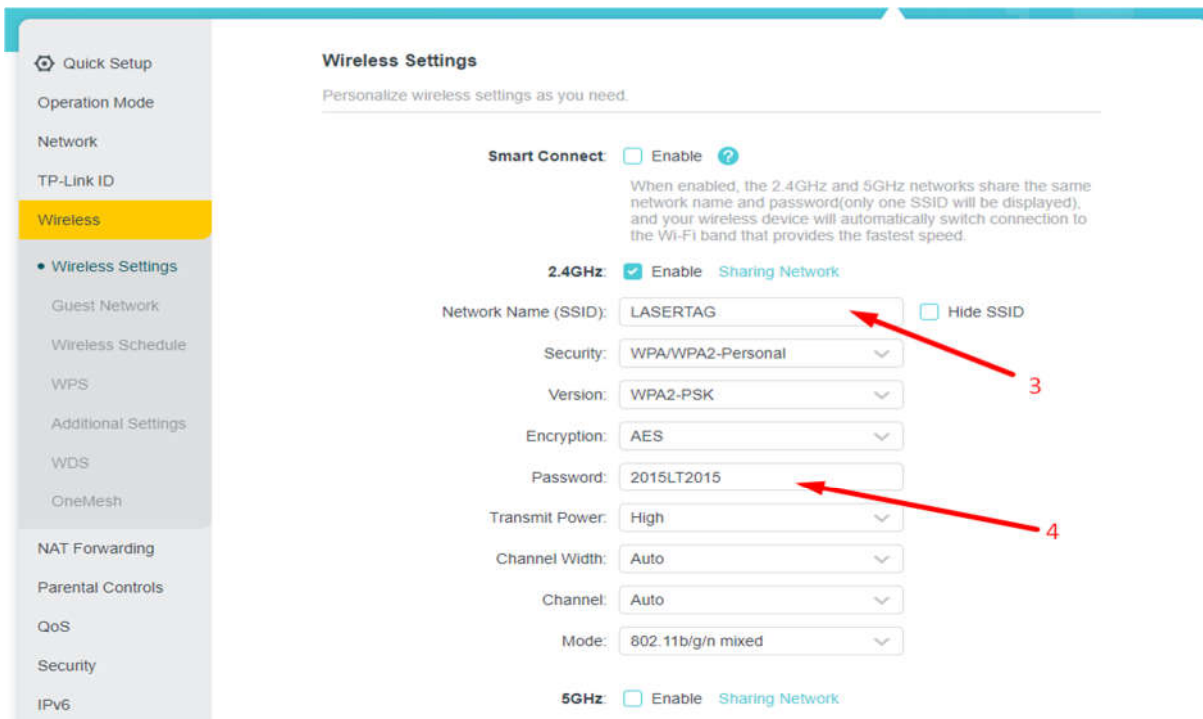 Quick Setup
Operation Mode
Network
TP-Link ID
Wireless
Wireless Settings
Guest Network
Wireless Schedule
WPS
Additional Settings
WDS
OneMesh
NAT Forwarding
Parental Controls
QoS
Security
IPv6
Wireless Settings
Personalize wireless settings as you need.
Smart Connect: Enable ?
When enabled, the 2.4GHz and 5GHz networks share the same
network name and password(only one SSID will be displayed),
and your wireless device will automatically switch connection to
the Wi-Fi band that provides the fastest speed.
2.4GHz: Enable Sharing Network
Network Name (SSID): LASERTAG Hide SSID
3
Security: WPA/WPA2-Personal
Version: WPA2-PSK
Encryption: AES
Password: 2015LT2015
4
Transmit Power: High
Channel Width: Auto
Channel: Auto
Mode: 802.11b/g/n mixed
5GHz: Enable Sharing Network